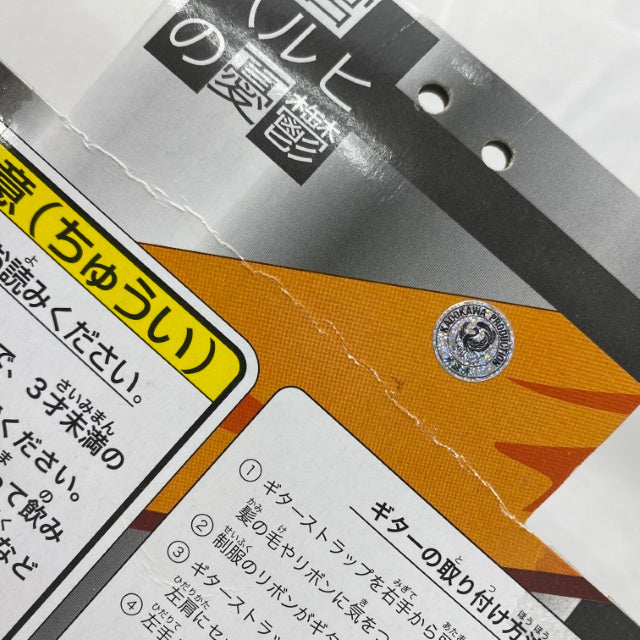 ハルヒ
の憂鬱
意(ちゅうい)
お読みください。
で、3才未満の
ください。
って飲み
など
KADOKAWA PRODUCTION
ギターの取り付け方法
① ギターストラップを右手から
髪の毛やリボンに気をつ
② 制服のリボンがギタ
③ ギターストラッ
左肩にセ
④ 左手